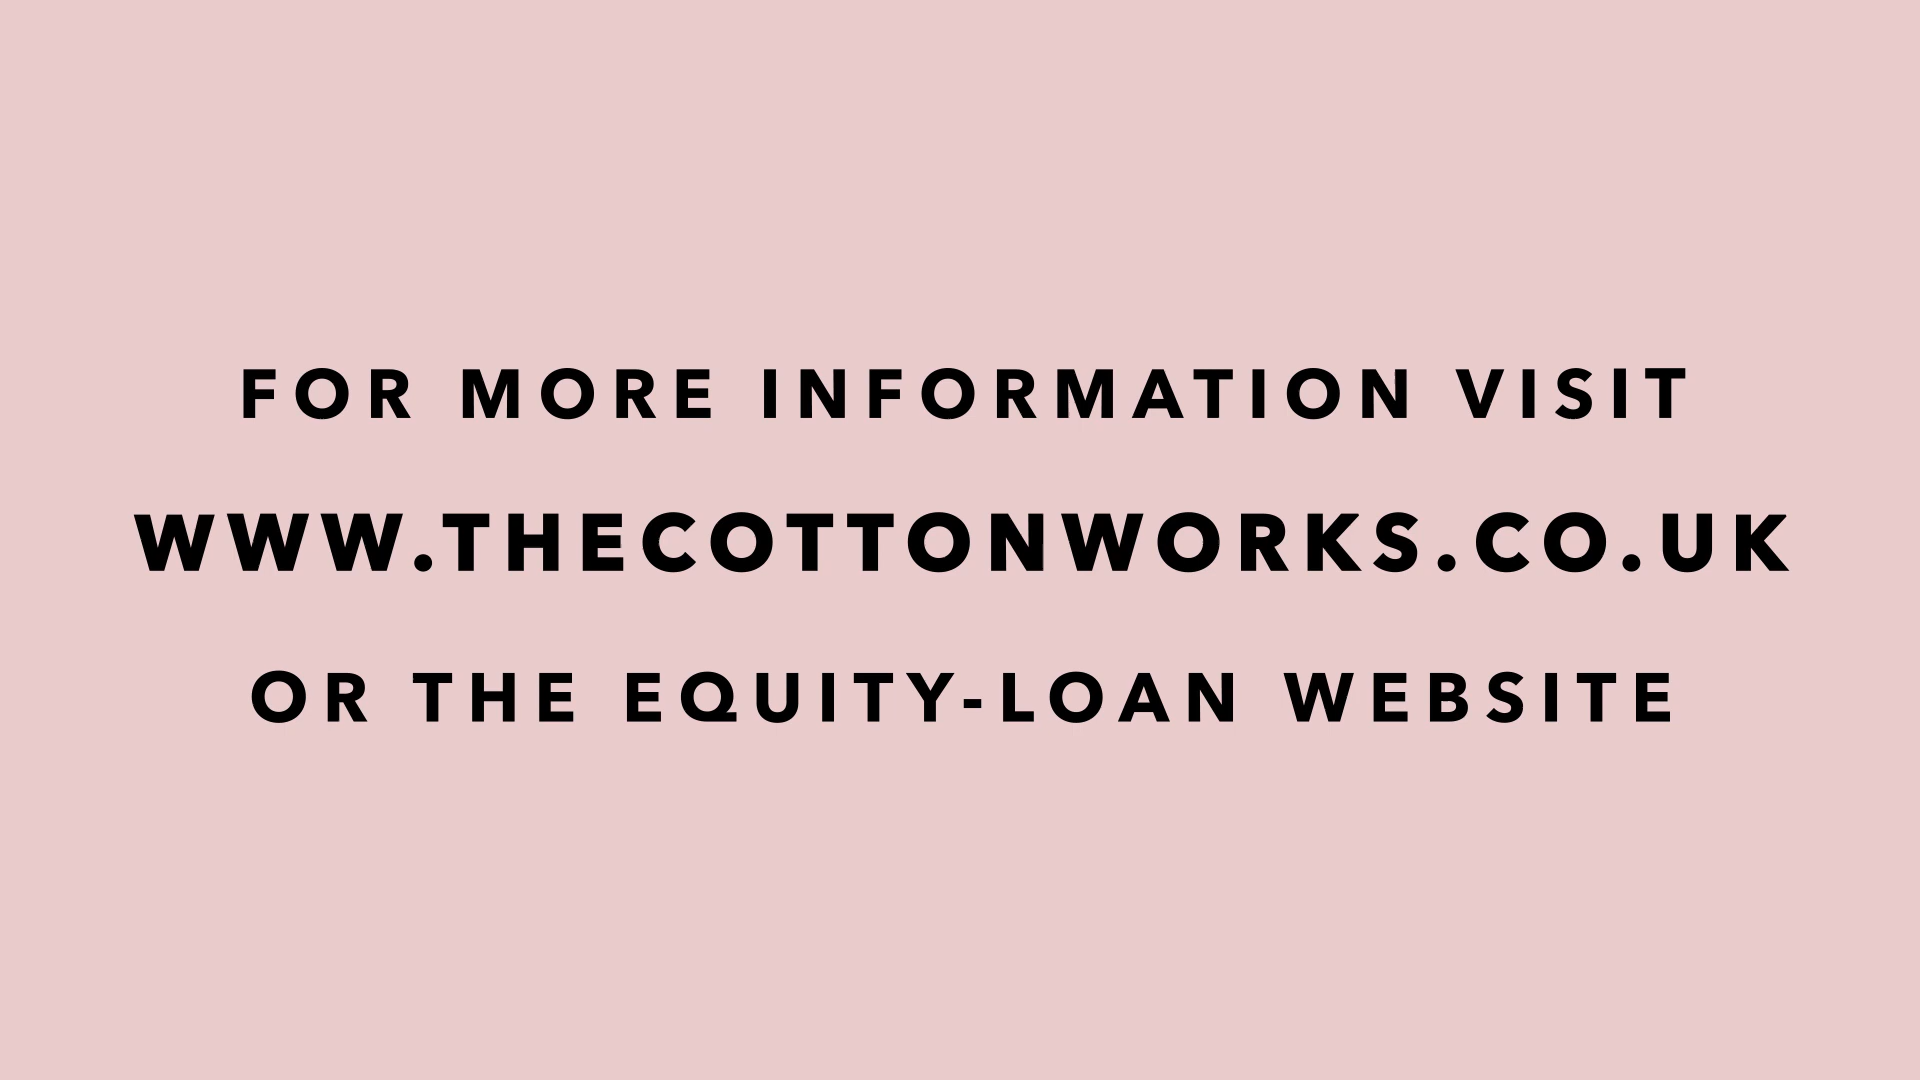 FOR MORE INFORMATION VISIT
WWW.THECOTTONWORKS.CO.UK
OR THE EQUITY-LOAN WEBSITE